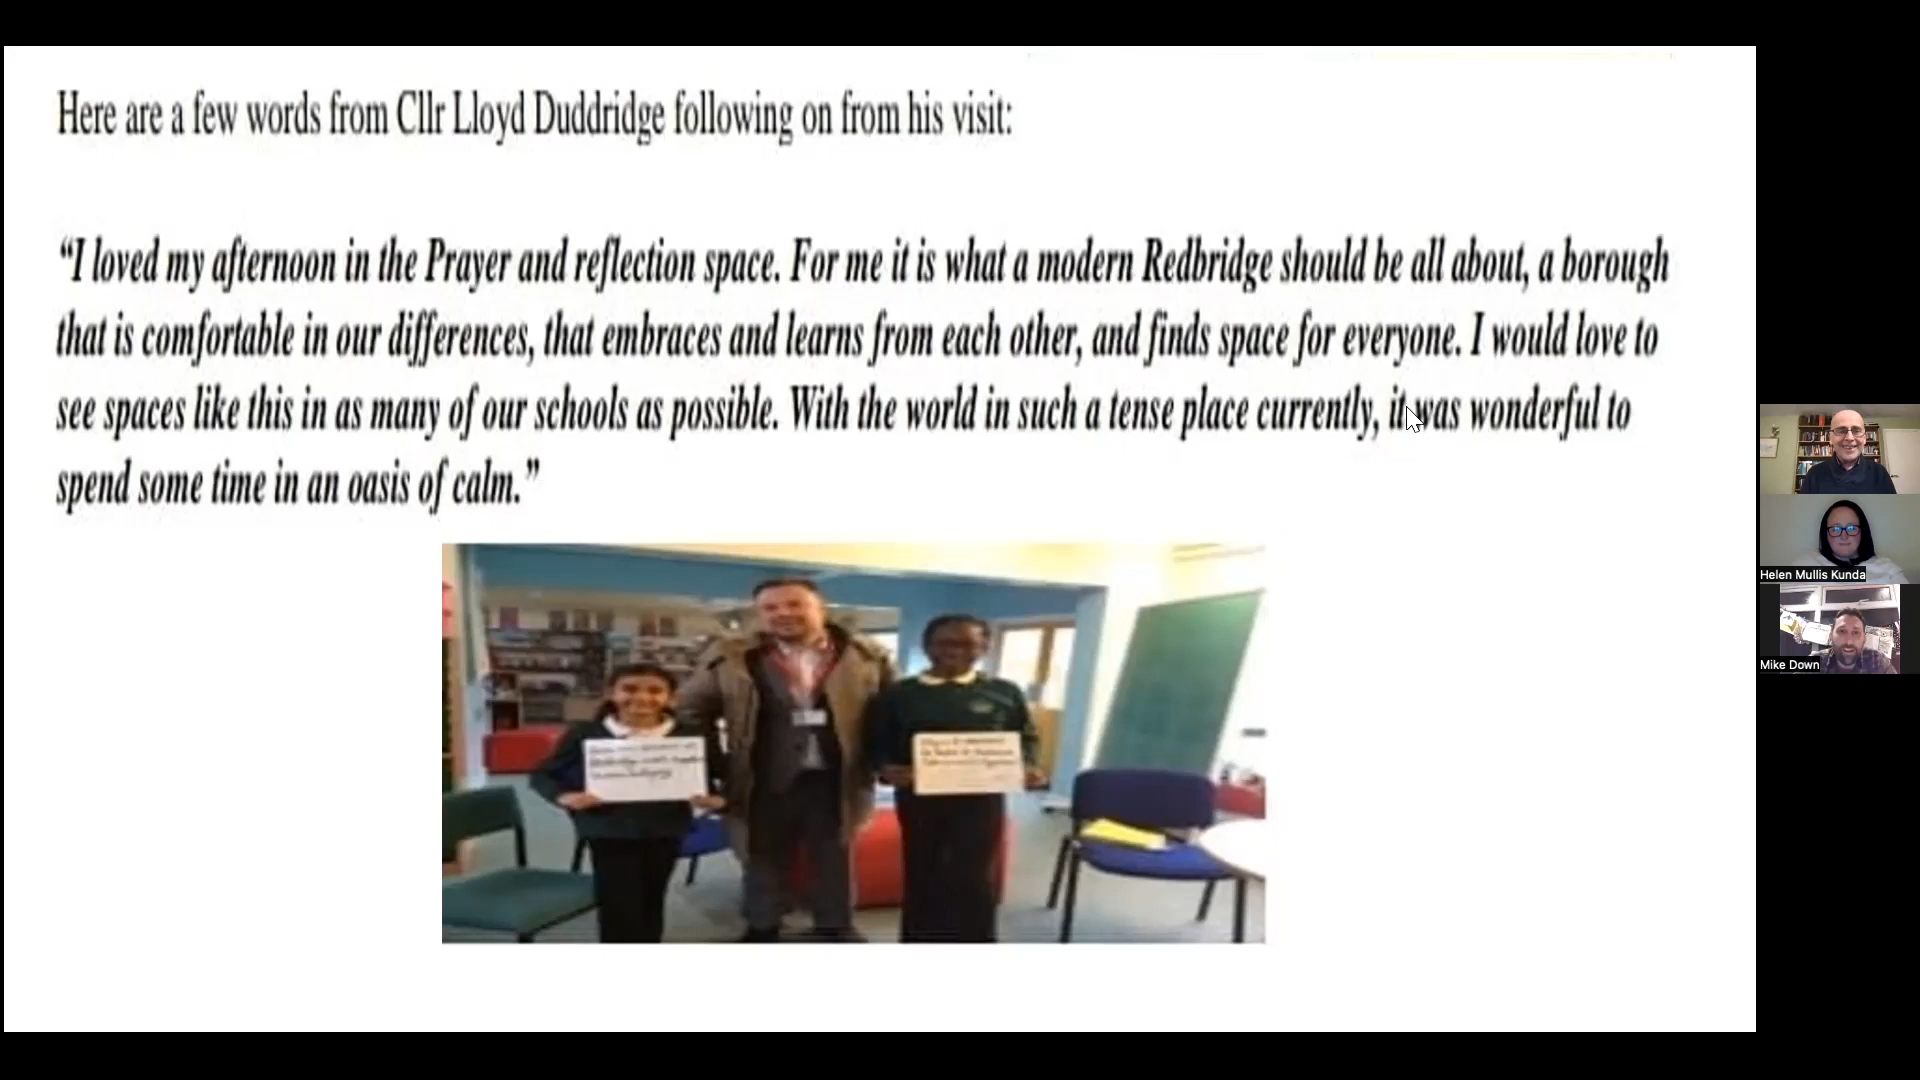 Here are a few words from Cllr Lloyd Duddridge following on from his visit:
“I loved my afternoon in the Prayer and reflection space. For me it is what a modern Redbridge should be all about, a borough
that is comfortable in our differences, that embraces and learns from each other, and finds space for everyone. I would love to
see spaces like this in as many of our schools as possible. With the world in such a tense place currently, it was wonderful to
spend some time in an oasis of calm.”
Helen Mullis Kunda
Mike Down